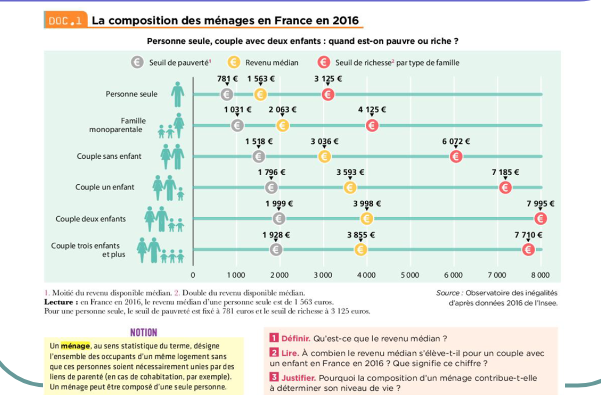 DOC.1 La composition des ménages en France en 2016
Personne seule, couple avec deux enfants : quand est-on pauvre ou riche ?
€ Seuil de pauvreté¹ € Revenu médian € Seuil de richesse² par type de famille
781 € 1 563 € 3 125 €
Personne seule
1 031 € 2 063 € 4 125 €
Famille
monoparentale
1 518 € 3 036 € 6 072 €
Couple sans enfant
1 796 € 3 593 € 7 185 €
Couple un enfant
1 999 € 3 998 € 7 995 €
Couple deux enfants
1 928 € 3 855 € 7 710 €
Couple trois enfants
et plus
0 1 000 2 000 3 000 4 000 5 000 6 000 7 000 8 000
1. Moitié du revenu disponible médian. 2. Double du revenu disponible médian.
Lecture : en France en 2016, le revenu médian d'une personne seule est de 1 563 euros.
Pour une personne seule, le seuil de pauvreté est fixé à 781 euros et le seuil de richesse à 3 125 euros.
Source : Observatoire des inégalités
d'après données 2016 de l'Insee.
NOTION
Un ménage, au sens statistique du terme, désigne
l'ensemble des occupants d'un même logement sans
que ces personnes soient nécessairement unies par des
liens de parenté (en cas de cohabitation, par exemple).
Un ménage peut être composé d'une seule personne.
1 Définir. Qu'est-ce que le revenu médian ?
2 Lire. À combien le revenu médian s'élève-t-il pour un couple avec
un enfant en France en 2016 ? Que signifie ce chiffre ?
3 Justifier. Pourquoi la composition d'un ménage contribue-t-elle
à déterminer son niveau de vie ?